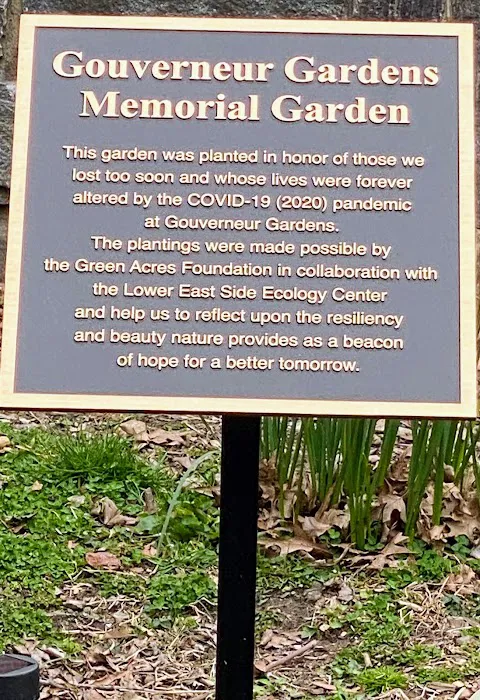 Gouverneur Gardens
Memorial Garden
This garden was planted in honor of those we
lost too soon and whose lives were forever
altered by the COVID-19 (2020) pandemic
at Gouverneur Gardens.
The plantings were made possible by
the Green Acres Foundation in collaboration with
the Lower East Side Ecology Center
and help us to reflect upon the resiliency
and beauty nature provides as a beacon
of hope for a better tomorrow.